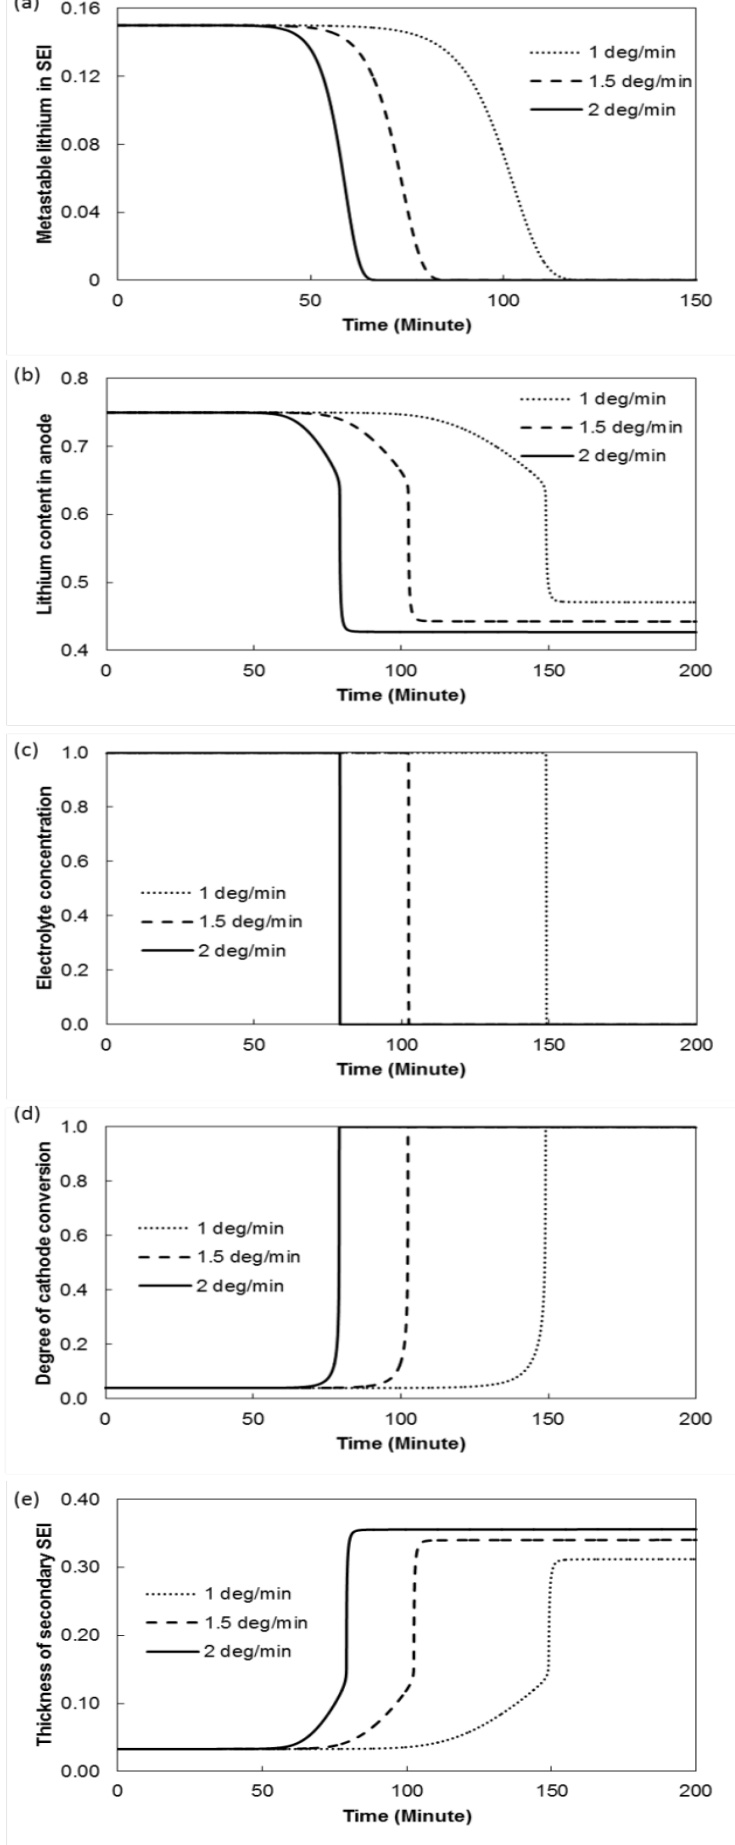 (a)
0.16
0.12
0.08
0.04
0
Metastable lithium in SEI
1 deg/min
1.5 deg/min
2 deg/min
0 50 100 150
Time (Minute)
(b)
0.8
0.7
0.6
0.5
0.4
Lithium content in anode
1 deg/min
1.5 deg/min
2 deg/min
0 50 100 150 200
Time (Minute)
(c)
1.0
0.8
0.6
0.4
0.2
0.0
Electrolyte concentration
1 deg/min
1.5 deg/min
2 deg/min
0 50 100 150 200
Time (Minute)
(d)
1.0
0.8
0.6
0.4
0.2
0.0
Degree of cathode conversion
1 deg/min
1.5 deg/min
2 deg/min
0 50 100 150 200
Time (Minute)
(e)
0.40
0.30
0.20
0.10
0.00
Thickness of secondary SEI
1 deg/min
1.5 deg/min
2 deg/min
0 50 100 150 200
Time (Minute)